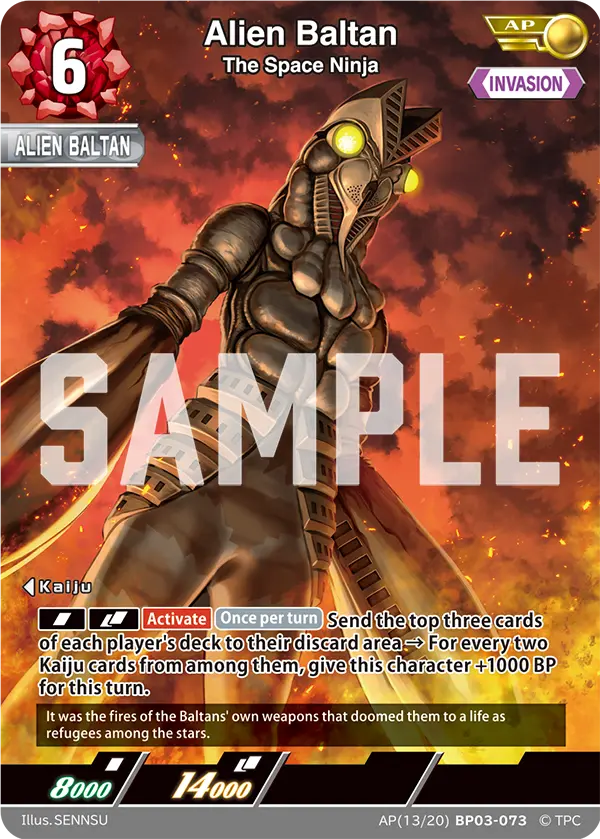 6
Alien Baltan
The Space Ninja
AP
INVASION
ALIEN BALTAN
SAMPLE
Kaiju
Activate Once per turn Send the top three cards
of each player's deck to their discard area → For every two
Kaiju cards from among them, give this character +1000 BP
for this turn.
It was the fires of the Baltans' own weapons that doomed them to a life as
refugees among the stars.
8000 14000
Illus. SENNSU AP(13/20) BP03-073 © TPC